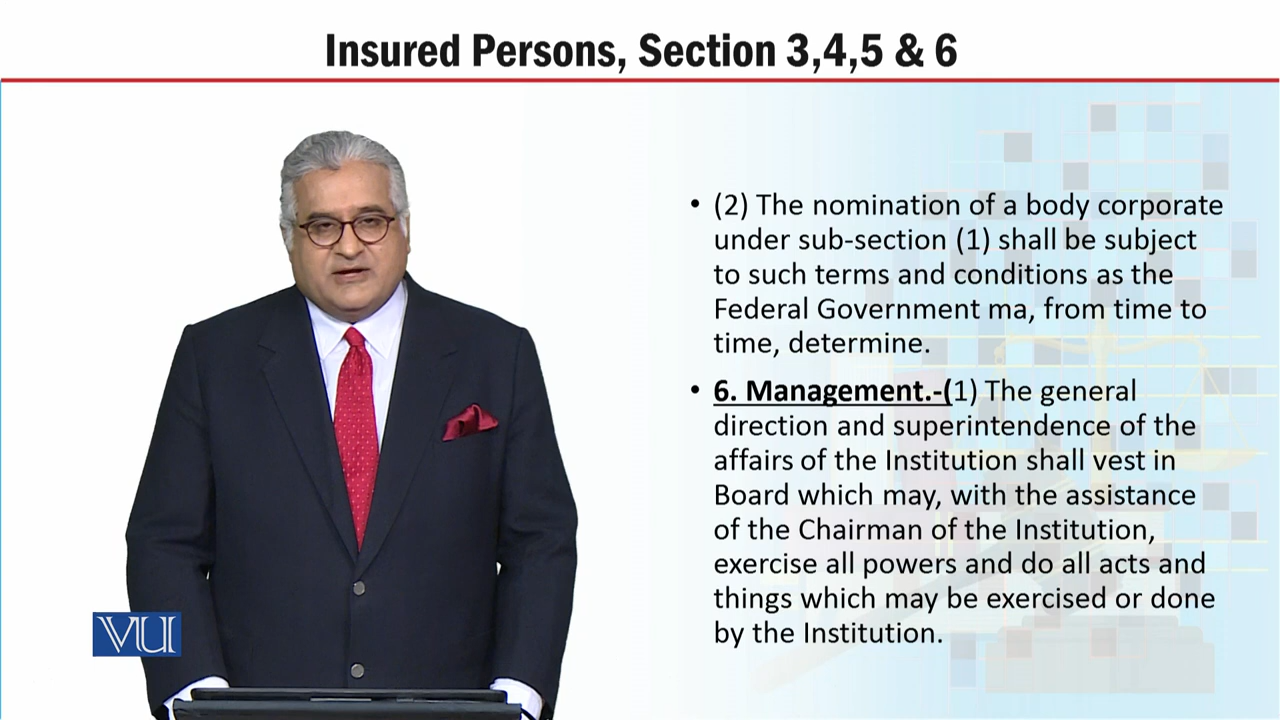 Insured Persons, Section 3,4,5 & 6
• (2) The nomination of a body corporate
under sub-section (1) shall be subject
to such terms and conditions as the
Federal Government ma, from time to
time, determine.
• 6. Management.-(1) The general
direction and superintendence of the
affairs of the Institution shall vest in
Board which may, with the assistance
of the Chairman of the Institution,
exercise all powers and do all acts and
things which may be exercised or done
by the Institution.
VU